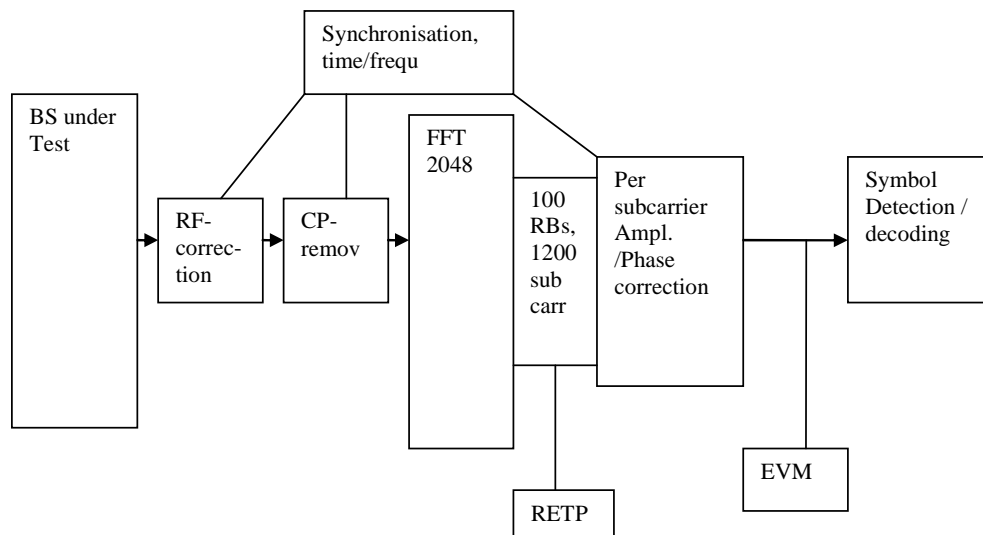 Synchronisation,
time/frequ
BS under
Test
FFT
2048
RF-
correc-
tion
CP-
remov
100
RBs,
1200
sub
carr
Per
subcarrier
Ampl.
/Phase
correction
Symbol
Detection /
decoding
EVM
RETP